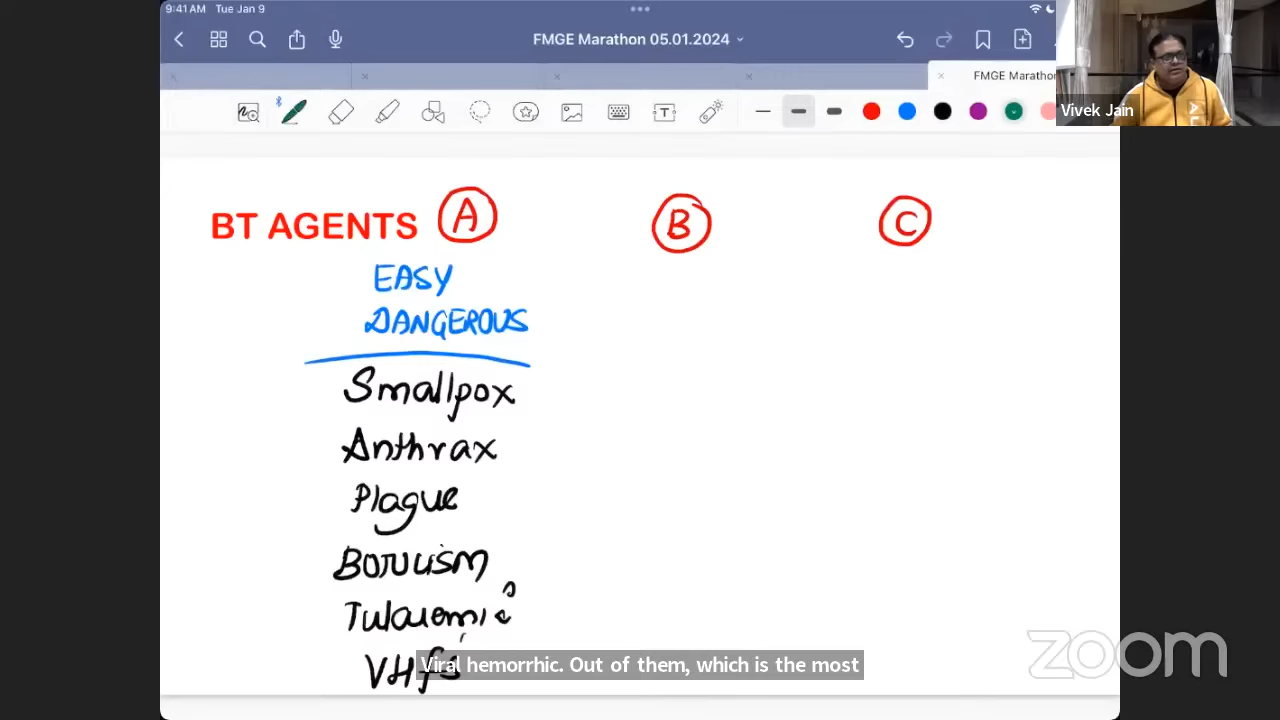 9:41 AM Tue Jan 9
FMGE Marathon 05.01.2024
FMGE Marathon
Vivek Jain
BT AGENTS A B C
EASY
DANGEROUS
Smallpox
Anthrax
Plague
Botulism
Tularemia
VHfs
Viral hemorrhic. Out of them, which is the most
zoom